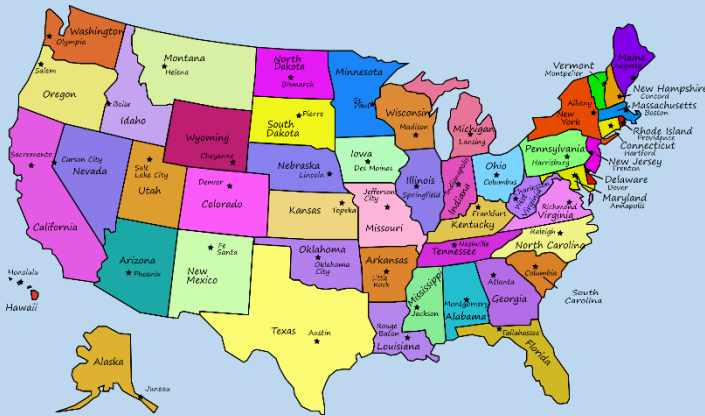 Washington
Olympia
Salem
Oregon
Montana
Helena
Boise
Idaho
North
Dakota
Bismarck
Minnesota
St.
Paul
Pierre
South
Dakota
Wyoming
Cheyenne
Wisconsin
Madison
Michigan
Lansing
Vermont
Montpelier
Maine
Augusta
New Hampshire
Concord
Massachusetts
Boston
Albany
New
York
Rhode Island
Providence
Connecticut
Hartford
New Jersey
Trenton
Pennsylvania
Harrisburg
Delaware
Dover
Maryland
Annapolis
Sacramento
Carson City
Nevada
California
Salt
Lake City
Utah
Denver
Colorado
Nebraska
Lincoln
Iowa
Des Moines
Illinois
Springfield
Indianapolis
Indiana
Ohio
Columbus
Charleston
West
Virginia
Richmond
Virginia
Kansas
Topeka
Jefferson
City
Missouri
Frankfurt
Kentucky
Raleigh
North Carolina
Nashville
Tennessee
Arizona
Phoenix
Fe
Santa
New
Mexico
Oklahoma
Oklahoma
City
Arkansas
Little
Rock
Columbia
South
Carolina
Atlanta
Georgia
Montgomery
Alabama
Mississippi
Jackson
Texas
Austin
Rouge
Baton
Louisiana
Tallahassee
Florida
Honolulu
Hawaii
Alaska
Juneau